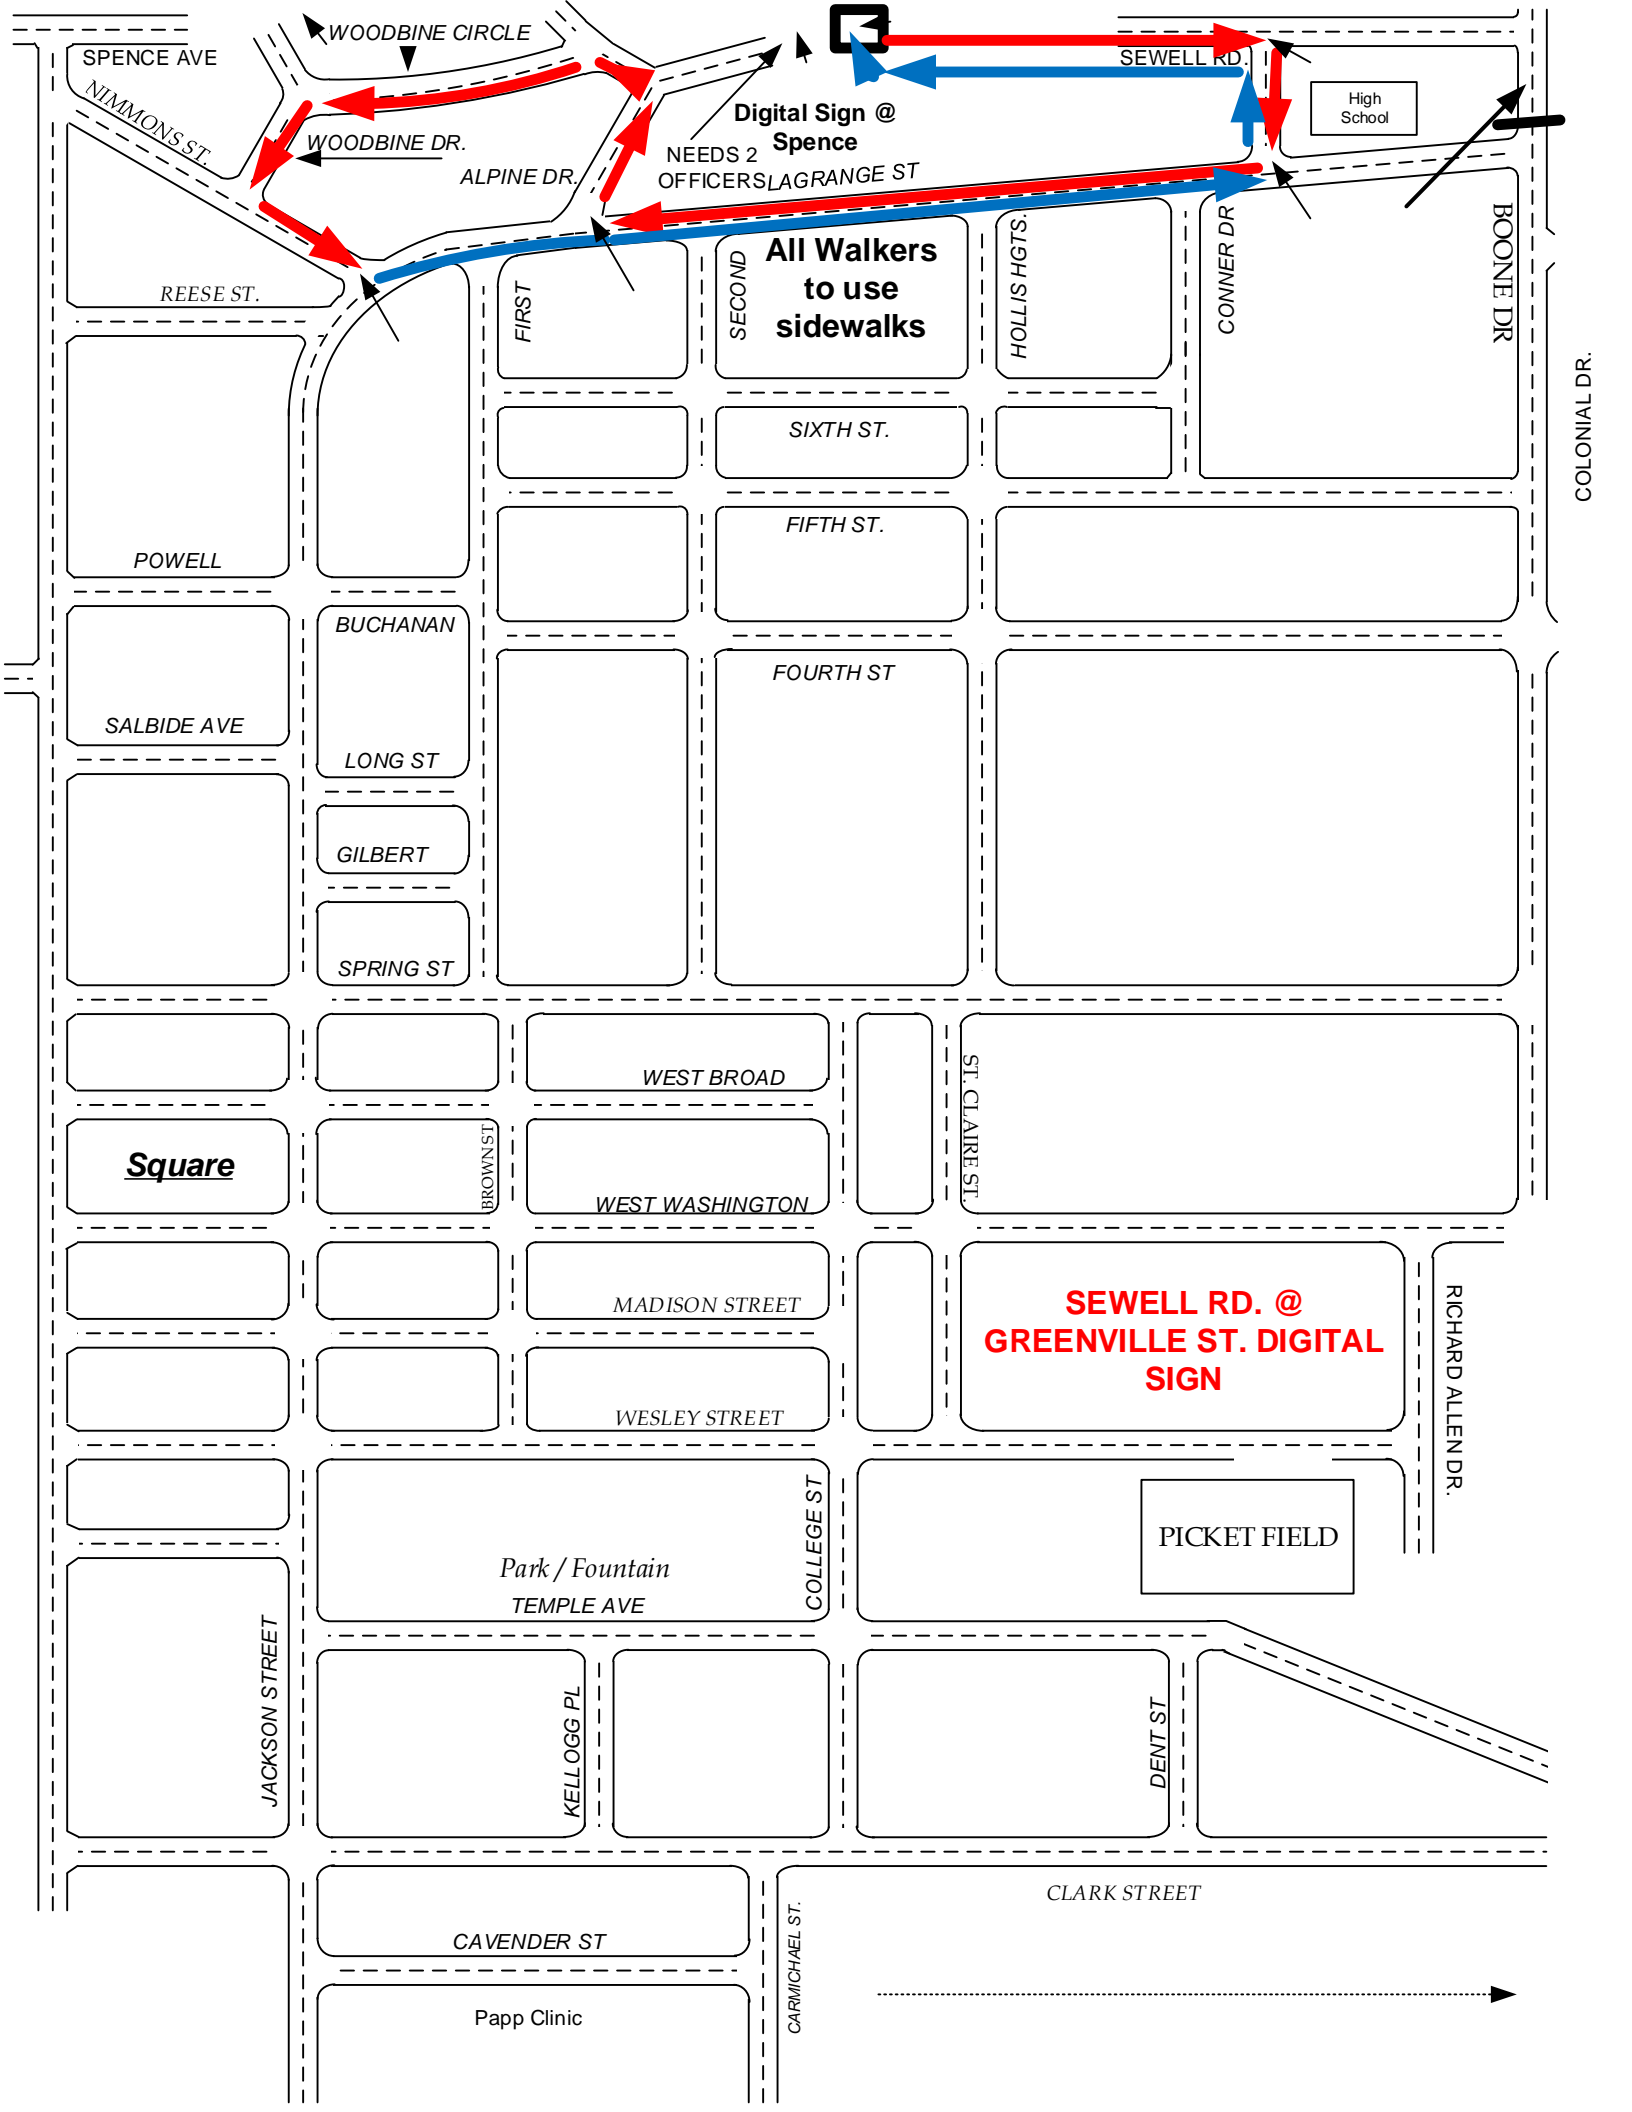 WOODBINE CIRCLE
SPENCE AVE
SEWELL RD.
NIMMONS ST.
High
School
Digital Sign @
Spence
WOODBINE DR.
NEEDS 2
OFFICERS
ALPINE DR.
LAGRANGE ST
All Walkers
to use
sidewalks
REESE ST.
FIRST
SECOND
HOLLIS HGTS.
CONNER DR
BOONE DR
COLONIAL DR.
SIXTH ST.
FIFTH ST.
POWELL
BUCHANAN
FOURTH ST
SALBIDE AVE
LONG ST
GILBERT
SPRING ST
WEST BROAD
ST. CLAIRE ST.
Square
BROWN ST
WEST WASHINGTON
MADISON STREET
SEWELL RD. @
GREENVILLE ST. DIGITAL
SIGN
RICHARD ALLEN DR.
WESLEY STREET
COLLEGE ST
PICKET FIELD
Park / Fountain
TEMPLE AVE
JACKSON STREET
KELLOGG PL
DENT ST
CLARK STREET
CAVENDER ST
CARMICHAEL ST.
Papp Clinic